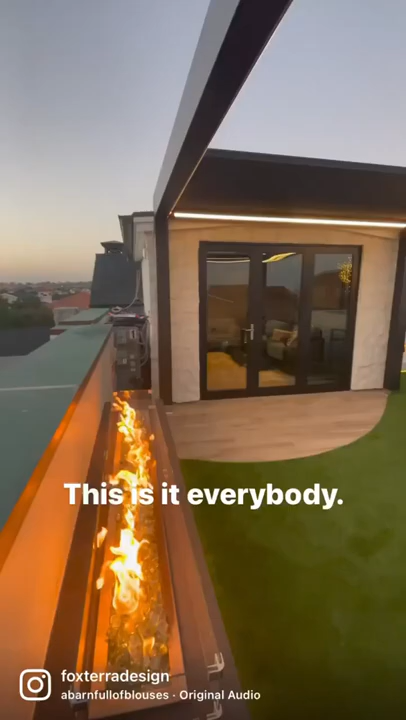 This is it everybody.
foxterradesign
abarnfullofblouses · Original Audio